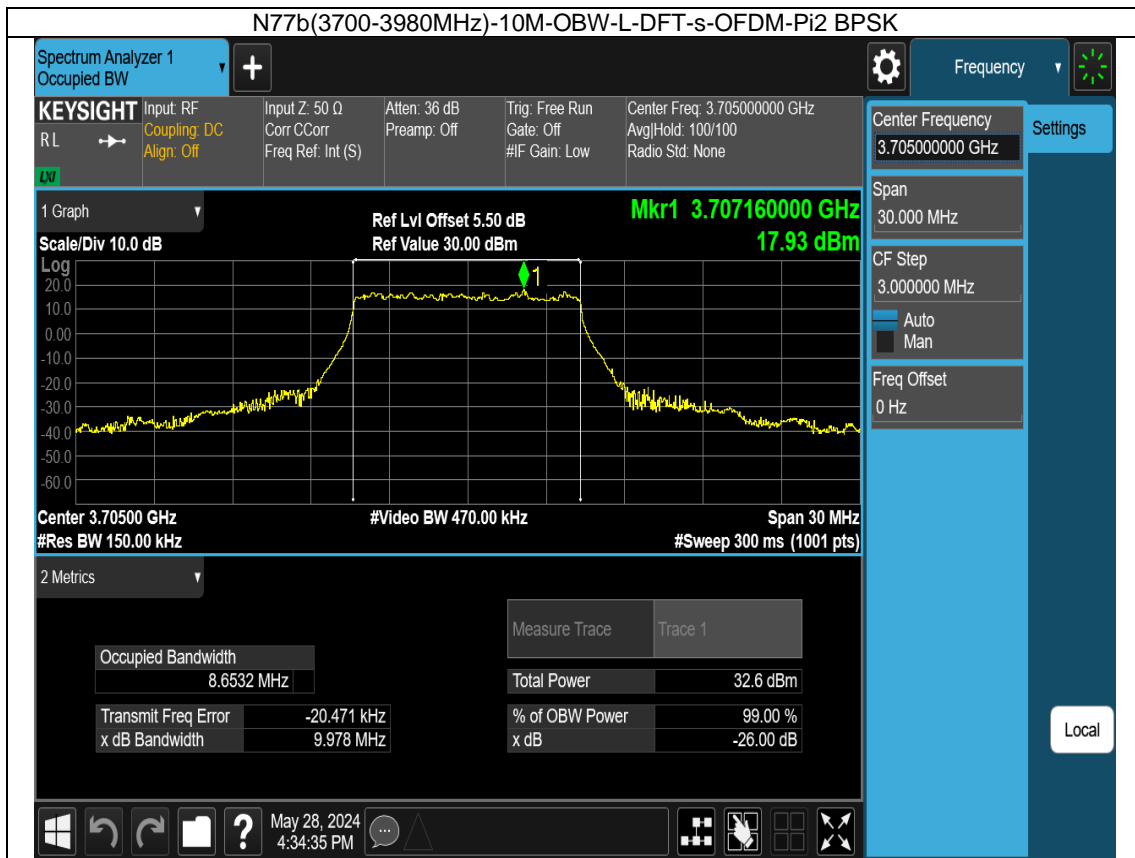 N77b(3700-3980MHz)-10M-OBW-L-DFT-s-OFDM-Pi2 BPSK
Spectrum Analyzer 1
Occupied BW
Frequency
KEYSIGHT
RL
LXI
Input: RF
Coupling: DC
Align: Off
Input Z: 50 Ω
Corr CCorr
Freq Ref: Int (S)
Atten: 36 dB
Preamp: Off
Trig: Free Run
Gate: Off
#IF Gain: Low
Center Freq: 3.705000000 GHz
Avg|Hold: 100/100
Radio Std: None
Center Frequency
3.705000000 GHz
Settings
Span
30.000 MHz
CF Step
3.000000 MHz
Auto
Man
Freq Offset
0 Hz
Local
1 Graph
Scale/Div 10.0 dB
Ref Lvl Offset 5.50 dB
Ref Value 30.00 dBm
Mkr1 3.707160000 GHz
17.93 dBm
Log
20.0
10.0
0.00
-10.0
-20.0
-30.0
-40.0
-50.0
-60.0
1
Center 3.70500 GHz
#Video BW 470.00 kHz
Span 30 MHz
#Res BW 150.00 kHz
#Sweep 300 ms (1001 pts)
2 Metrics
Measure Trace
Trace 1
Occupied Bandwidth
8.6532 MHz
Total Power
32.6 dBm
Transmit Freq Error
-20.471 kHz
% of OBW Power
99.00 %
x dB Bandwidth
9.978 MHz
x dB
-26.00 dB
?
May 28, 2024
4:34:35 PM